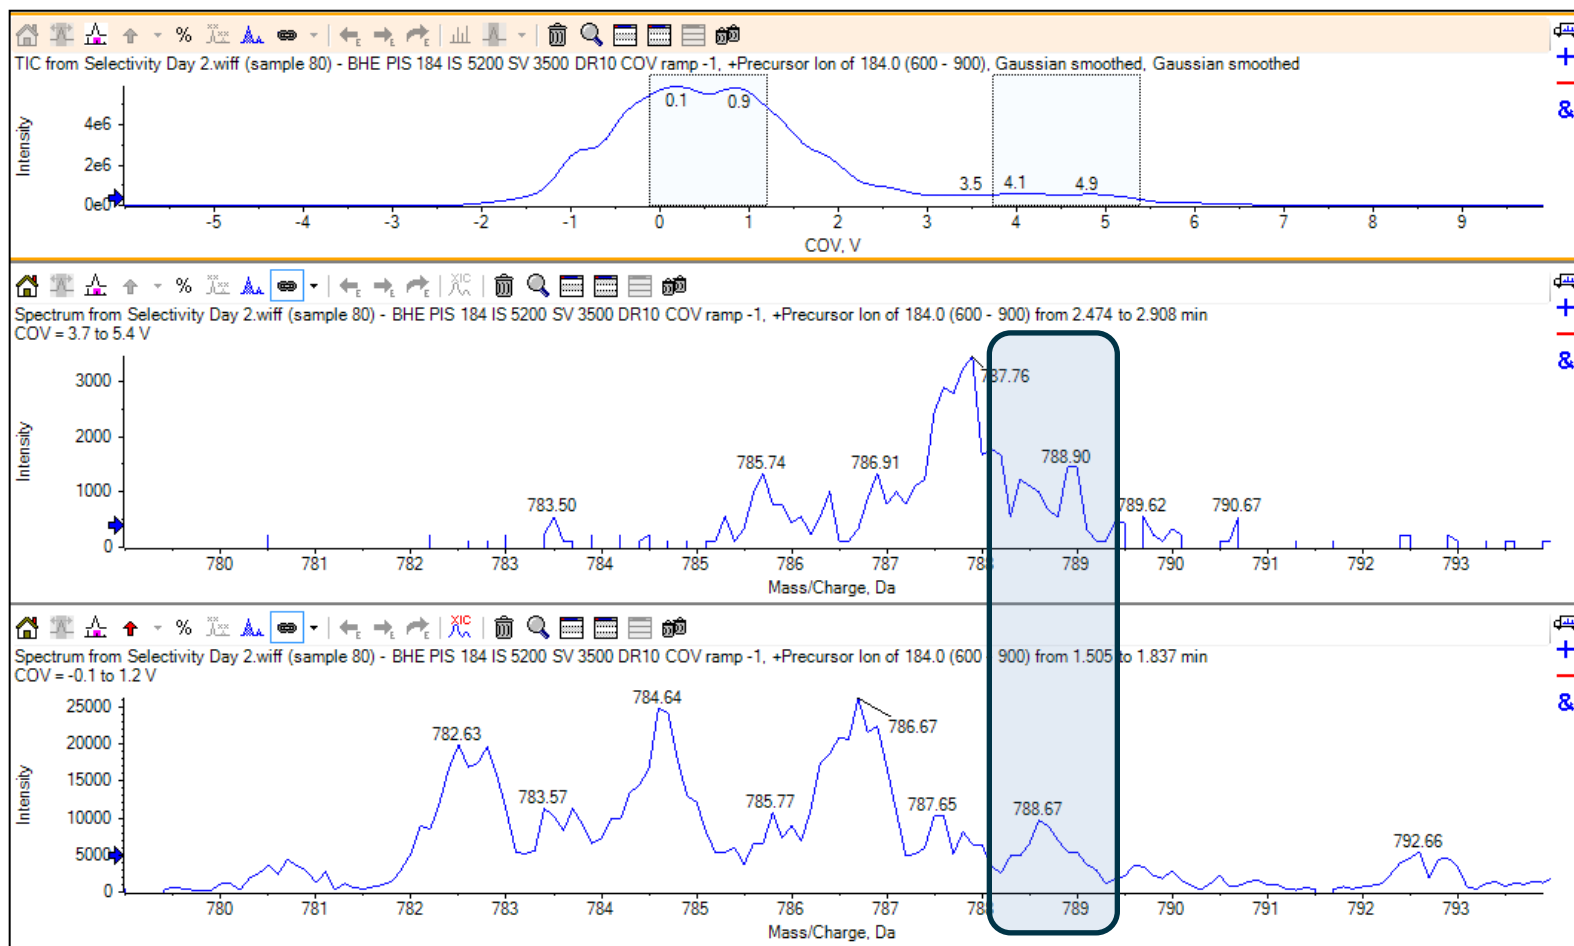 TIC from Selectivity Day 2.wiff (sample 80) - BHE PIS 184 IS 5200 SV 3500 DR10 COV ramp -1, +Precursor Ion of 184.0 (600 - 900), Gaussian smoothed, Gaussian smoothed
0.1 0.9
4e6
Intensity
2e6
3.5 4.1 4.9
0e0
-5 -4 -3 -2 -1 0 1 2 3 4 5 6 7 8 9
COV, V
XIC
Spectrum from Selectivity Day 2.wiff (sample 80) - BHE PIS 184 IS 5200 SV 3500 DR10 COV ramp -1, +Precursor Ion of 184.0 (600 - 900) from 2.474 to 2.908 min
COV = 3.7 to 5.4 V
787.76
3000
2000
Intensity
785.74 786.91 788.90
1000
783.50 789.62 790.67
0
780 781 782 783 784 785 786 787 788 789 790 791 792 793
Mass/Charge, Da
XIC
Spectrum from Selectivity Day 2.wiff (sample 80) - BHE PIS 184 IS 5200 SV 3500 DR10 COV ramp -1, +Precursor Ion of 184.0 (600 - 900) from 1.505 to 1.837 min
COV = -0.1 to 1.2 V
784.64
25000
786.67
782.63
20000
15000
Intensity
783.57 785.77 787.65 788.67
10000
792.66
5000
0
780 781 782 783 784 785 786 787 788 789 790 791 792 793
Mass/Charge, Da